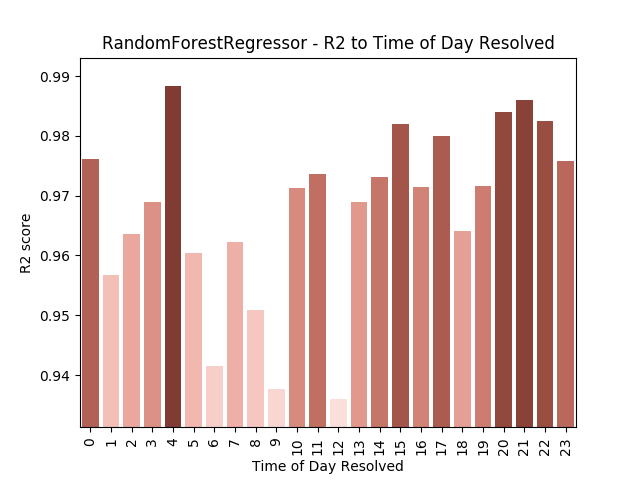 RandomForestRegressor - R2 to Time of Day Resolved
0.99
0.98
0.97
0.96
0.95
0.94
R2 score
0 1 2 3 4 5 6 7 8 9 10 11 12 13 14 15 16 17 18 19 20 21 22 23
Time of Day Resolved